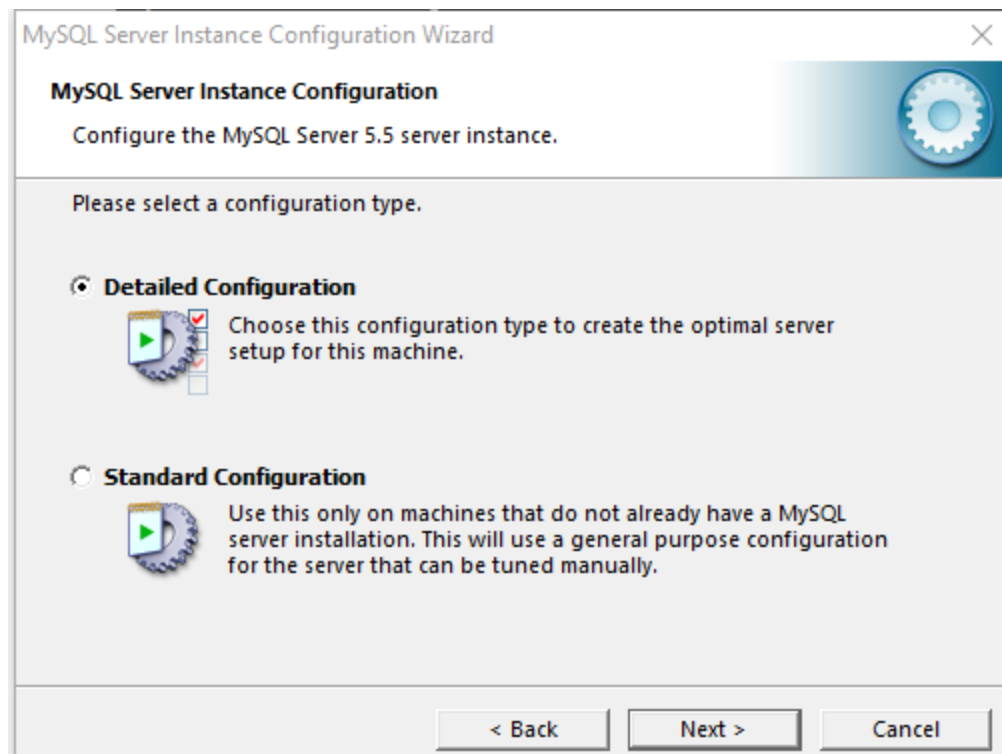 MySQL Server Instance Configuration Wizard
MySQL Server Instance Configuration
Configure the MySQL Server 5.5 server instance.
Please select a configuration type.
Detailed Configuration
Choose this configuration type to create the optimal server
setup for this machine.
Standard Configuration
Use this only on machines that do not already have a MySQL
server installation. This will use a general purpose configuration
for the server that can be tuned manually.
< Back
Next >
Cancel